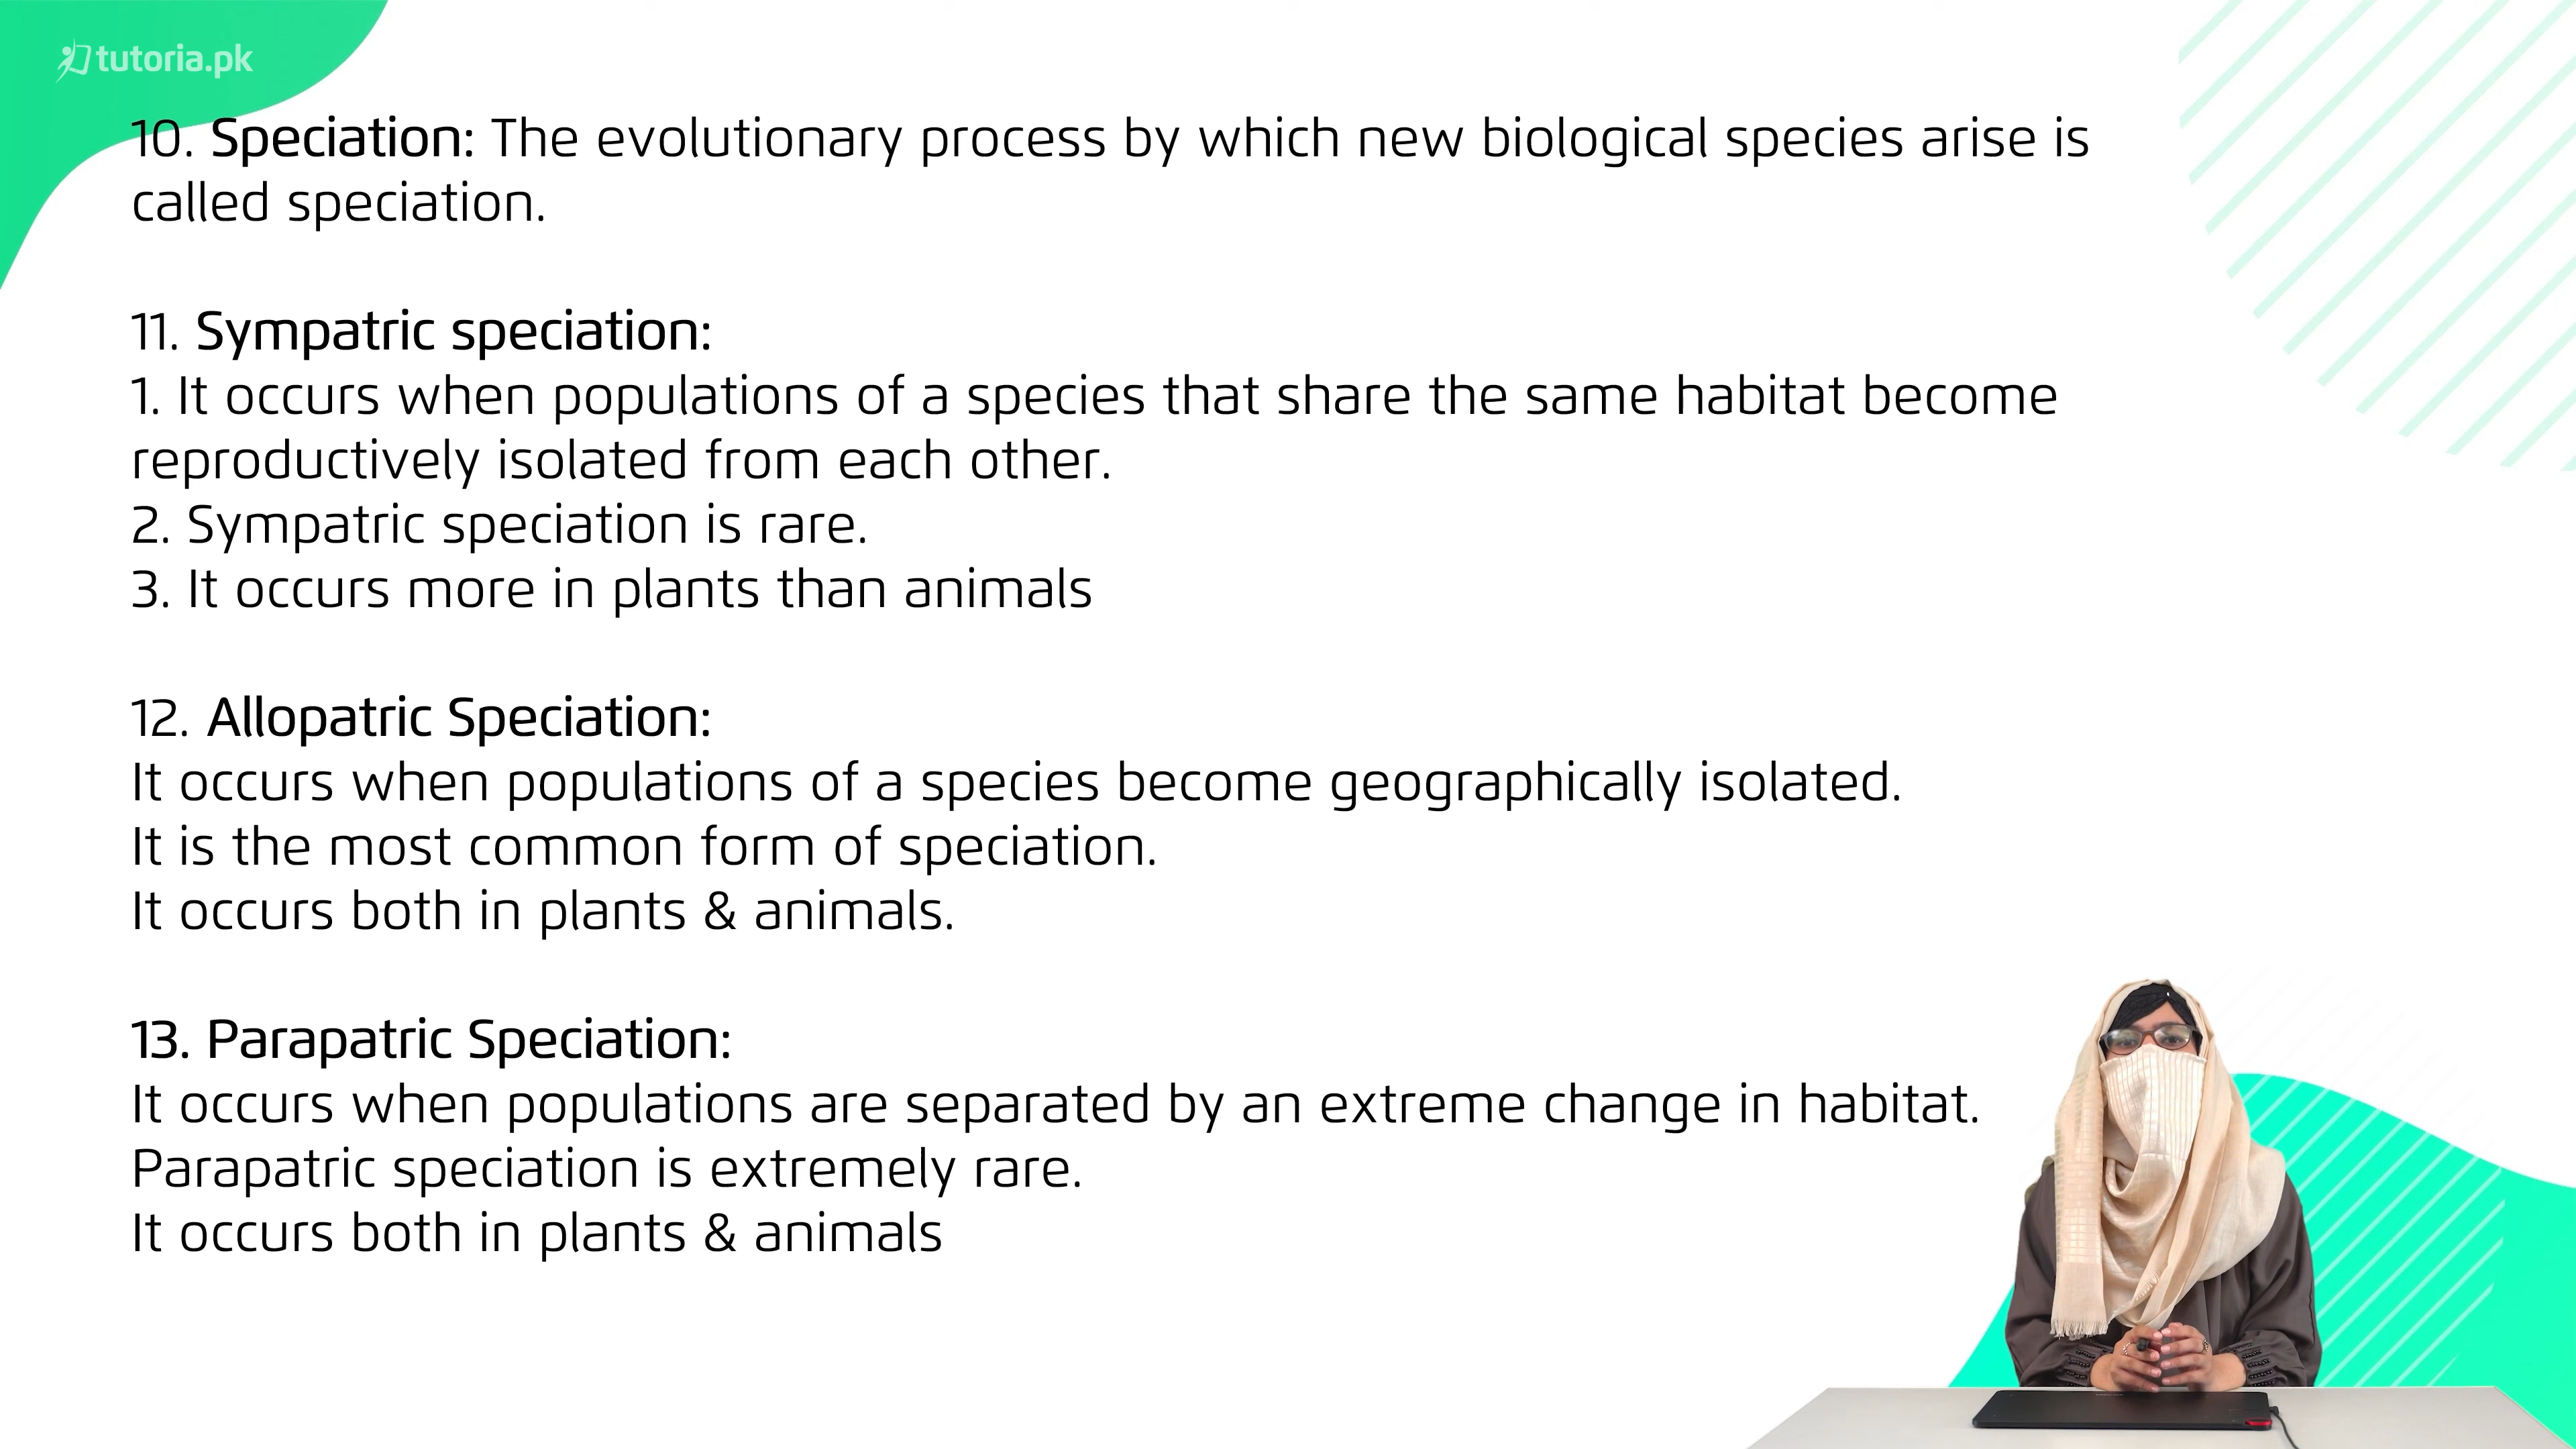 tutoria.pk
10. Speciation: The evolutionary process by which new biological species arise is
called speciation.
11. Sympatric speciation:
1. It occurs when populations of a species that share the same habitat become
reproductively isolated from each other.
2. Sympatric speciation is rare.
3. It occurs more in plants than animals
12. Allopatric Speciation:
It occurs when populations of a species become geographically isolated.
It is the most common form of speciation.
It occurs both in plants & animals.
13. Parapatric Speciation:
It occurs when populations are separated by an extreme change in habitat.
Parapatric speciation is extremely rare.
It occurs both in plants & animals